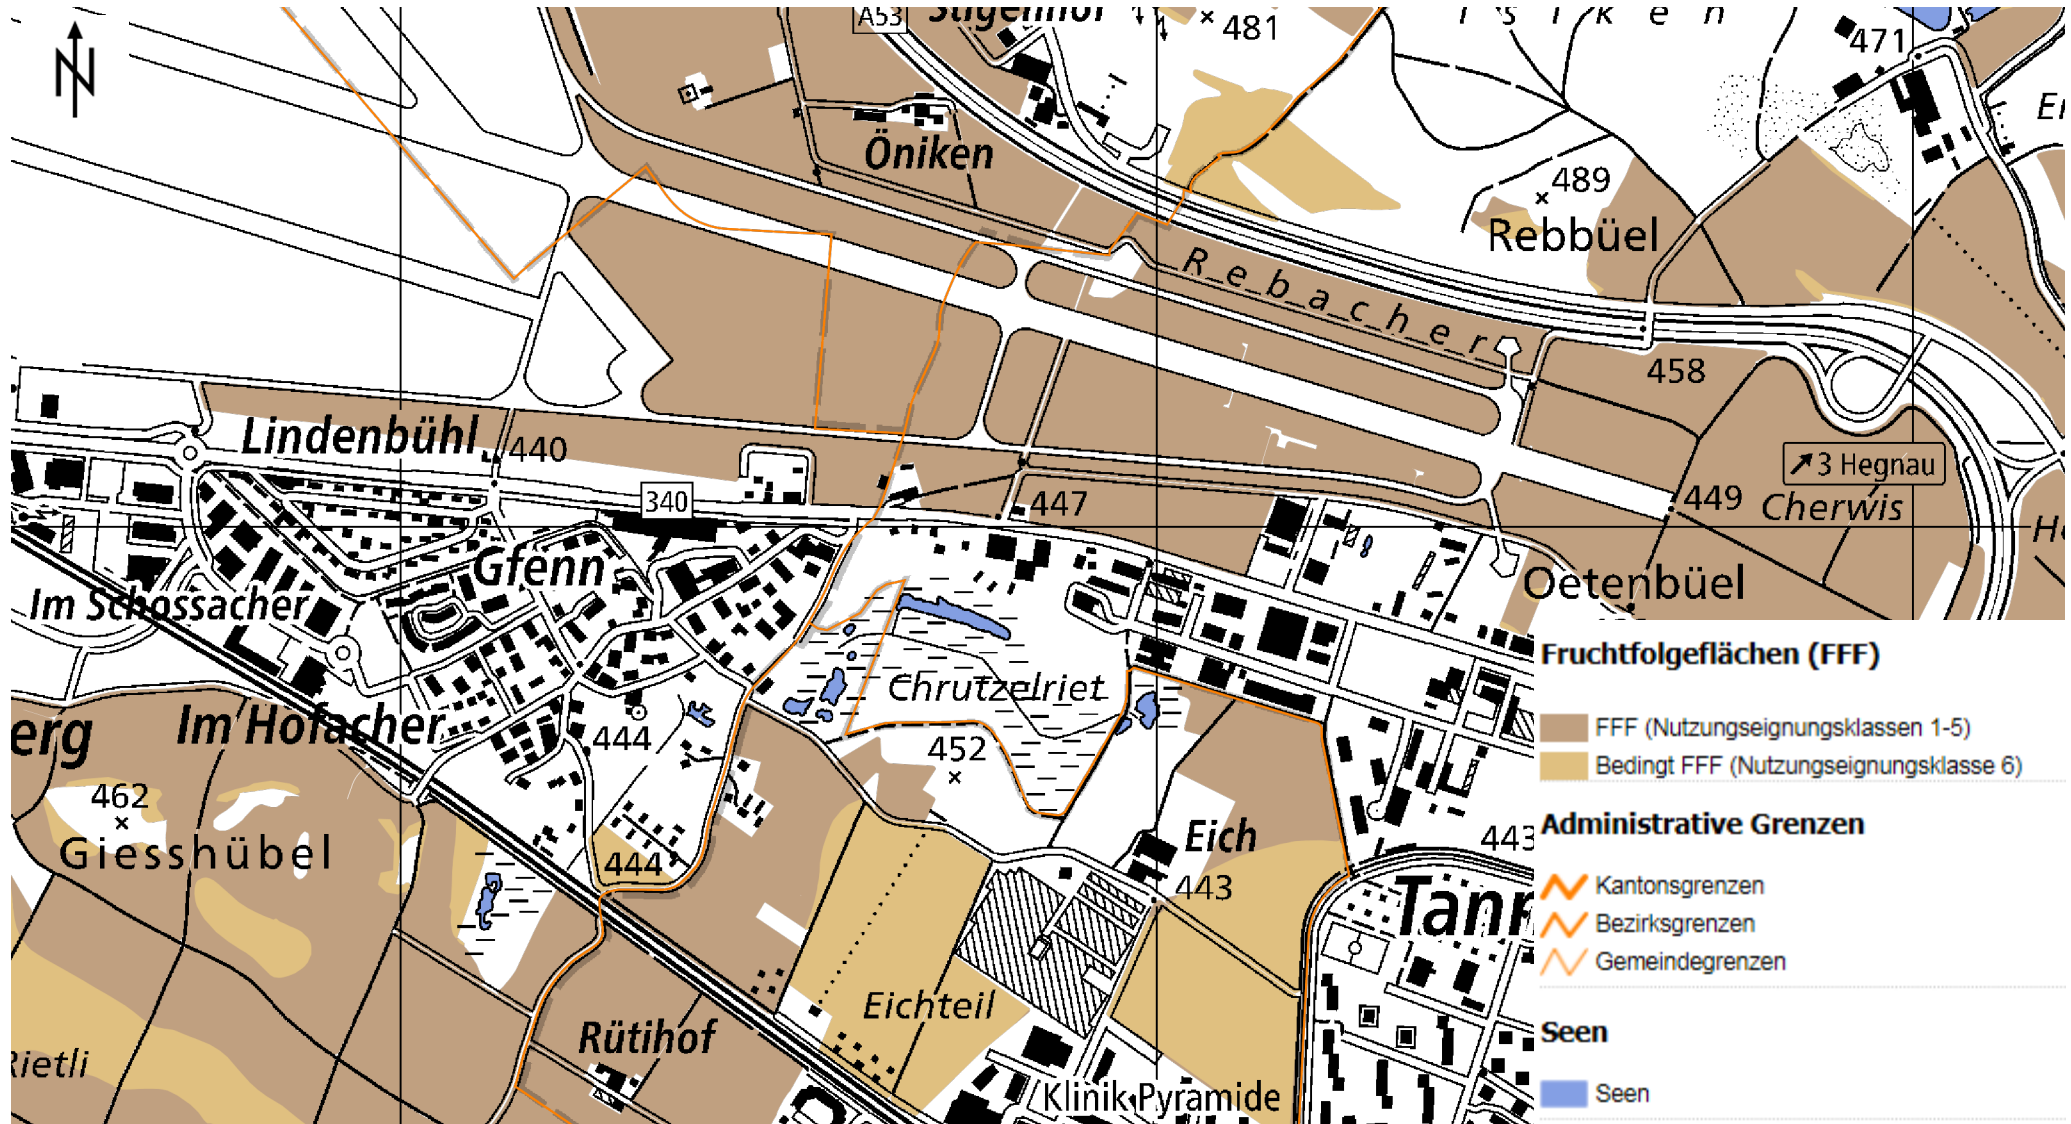 N
A53
481
I s i k e n
471
Öniken
489
Rebbüel
R e b a c h e r
458
Lindenbühl
440
340
447
3 Hegnau
449
Cherwis
Gfenn
Im Schossacher
Oetenbüel
Chrutzelriet
Im Hofacher
444
452
462
Giesshübel
444
Eich
443
443
Eichteil
Rütihof
Klinik Pyramide
Fruchtfolgeflächen (FFF)
FFF (Nutzungseignungsklassen 1-5)
Bedingt FFF (Nutzungseignungsklasse 6)
Administrative Grenzen
Kantonsgrenzen
Bezirksgrenzen
Gemeindegrenzen
Seen
Seen